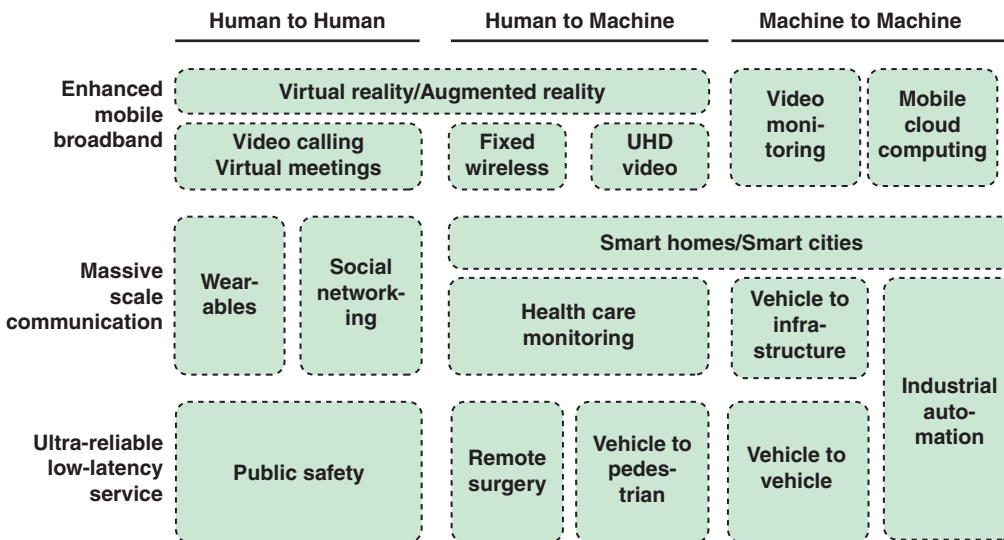 Human to Human
Human to Machine
Machine to Machine
Enhanced
mobile
broadband
Virtual reality/Augmented reality
Video
moni-
toring
Mobile
cloud
computing
Video calling
Virtual meetings
Fixed
wireless
UHD
video
Massive
scale
communication
Wear-
ables
Social
network-
ing
Smart homes/Smart cities
Health care
monitoring
Vehicle to
infra-
structure
Industrial
auto-
mation
Ultra-reliable
low-latency
service
Public safety
Remote
surgery
Vehicle to
pedes-
trian
Vehicle to
vehicle